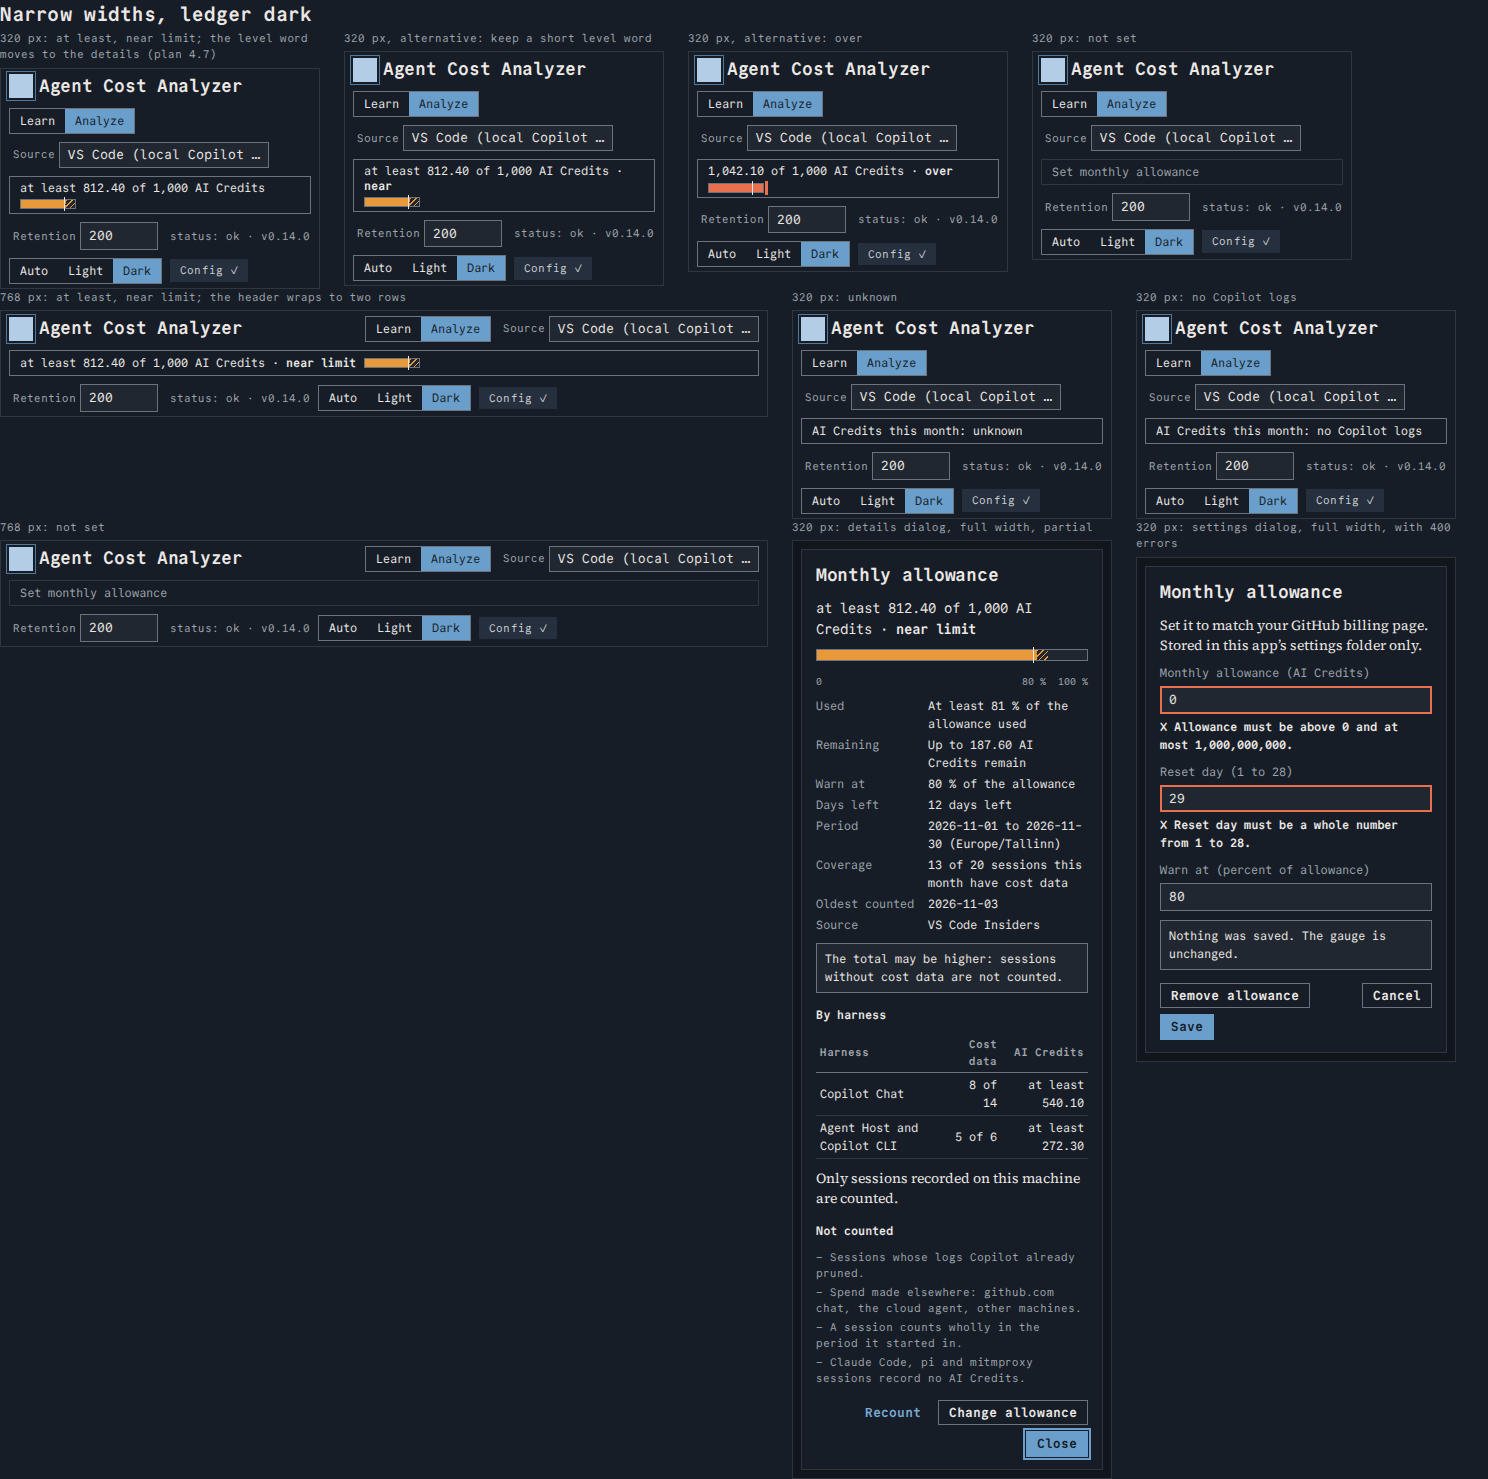 Narrow widths, ledger dark
320 px: at least, near limit; the level word
moves to the details (plan 4.7)
Agent Cost Analyzer
Learn Analyze
Source VS Code (local Copilot …
at least 812.40 of 1,000 AI Credits
Retention 200 status: ok · v0.14.0
Auto Light Dark Config ✓
320 px, alternative: keep a short level word
Agent Cost Analyzer
Learn Analyze
Source VS Code (local Copilot …
at least 812.40 of 1,000 AI Credits ·
near
Retention 200 status: ok · v0.14.0
Auto Light Dark Config ✓
320 px, alternative: over
Agent Cost Analyzer
Learn Analyze
Source VS Code (local Copilot …
1,042.10 of 1,000 AI Credits · over
Retention 200 status: ok · v0.14.0
Auto Light Dark Config ✓
320 px: not set
Agent Cost Analyzer
Learn Analyze
Source VS Code (local Copilot …
Set monthly allowance
Retention 200 status: ok · v0.14.0
Auto Light Dark Config ✓
768 px: at least, near limit; the header wraps to two rows
Agent Cost Analyzer Learn Analyze Source VS Code (local Copilot …
at least 812.40 of 1,000 AI Credits · near limit
Retention 200 status: ok · v0.14.0 Auto Light Dark Config ✓
320 px: unknown
Agent Cost Analyzer
Learn Analyze
Source VS Code (local Copilot …
AI Credits this month: unknown
Retention 200 status: ok · v0.14.0
Auto Light Dark Config ✓
320 px: no Copilot logs
Agent Cost Analyzer
Learn Analyze
Source VS Code (local Copilot …
AI Credits this month: no Copilot logs
Retention 200 status: ok · v0.14.0
Auto Light Dark Config ✓
768 px: not set
Agent Cost Analyzer Learn Analyze Source VS Code (local Copilot …
Set monthly allowance
Retention 200 status: ok · v0.14.0 Auto Light Dark Config ✓
320 px: details dialog, full width, partial
Monthly allowance
at least 812.40 of 1,000 AI
Credits · near limit
0 80 % 100 %
Used At least 81 % of the
allowance used
Remaining Up to 187.60 AI
Credits remain
Warn at 80 % of the allowance
Days left 12 days left
Period 2026-11-01 to 2026-11-
30 (Europe/Tallinn)
Coverage 13 of 20 sessions this
month have cost data
Oldest counted 2026-11-03
Source VS Code Insiders
The total may be higher: sessions
without cost data are not counted.
By harness
Harness Cost data AI Credits
Copilot Chat 8 of 14 at least 540.10
Agent Host and Copilot CLI 5 of 6 at least 272.30
Only sessions recorded on this machine
are counted.
Not counted
– Sessions whose logs Copilot already
pruned.
– Spend made elsewhere: github.com
chat, the cloud agent, other machines.
– A session counts wholly in the
period it started in.
– Claude Code, pi and mitmproxy
sessions record no AI Credits.
Recount Change allowance
Close
320 px: settings dialog, full width, with 400
errors
Monthly allowance
Set it to match your GitHub billing page.
Stored in this app's settings folder only.
Monthly allowance (AI Credits)
0
X Allowance must be above 0 and at
most 1,000,000,000.
Reset day (1 to 28)
29
X Reset day must be a whole number
from 1 to 28.
Warn at (percent of allowance)
80
Nothing was saved. The gauge is
unchanged.
Remove allowance Cancel
Save